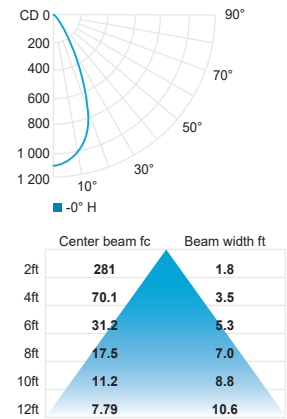 CD 0
90°
200
400
70°
600
800
50°
1 000
30°
1 200
10°
-0° H
Center beam fc Beam width ft
2ft 281 1.8
4ft 70.1 3.5
6ft 31.2 5.3
8ft 17.5 7.0
10ft 11.2 8.8
12ft 7.79 10.6